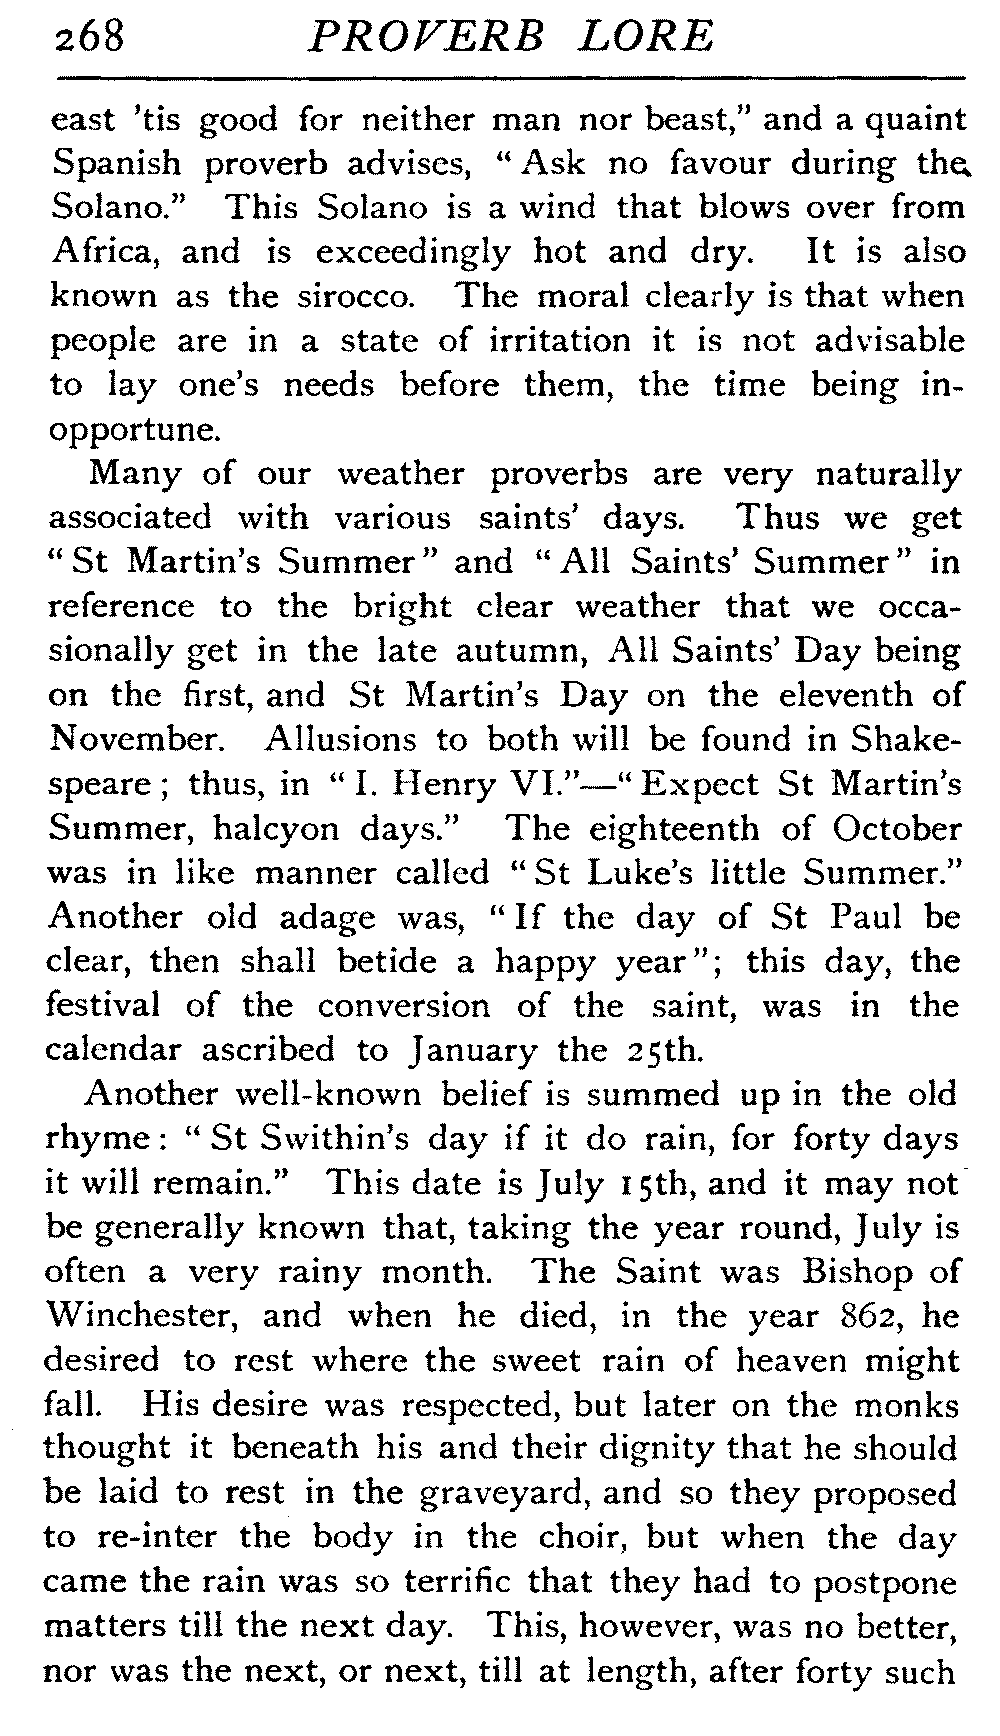 268 PROVERB LORE
east 'tis good for neither man nor beast," and a quaint
Spanish proverb advises, "Ask no favour during the
Solano." This Solano is a wind that blows over from
Africa, and is exceedingly hot and dry. It is also
known as the sirocco. The moral clearly is that when
people are in a state of irritation it is not advisable
to lay one's needs before them, the time being in-
opportune.
Many of our weather proverbs are very naturally
associated with various saints' days. Thus we get
"St Martin's Summer" and "All Saints' Summer" in
reference to the bright clear weather that we occa-
sionally get in the late autumn, All Saints' Day being
on the first, and St Martin's Day on the eleventh of
November. Allusions to both will be found in Shake-
speare; thus, in "I. Henry VI."—"Expect St Martin's
Summer, halcyon days." The eighteenth of October
was in like manner called "St Luke's little Summer."
Another old adage was, "If the day of St Paul be
clear, then shall betide a happy year"; this day, the
festival of the conversion of the saint, was in the
calendar ascribed to January the 25th.
Another well-known belief is summed up in the old
rhyme: "St Swithin's day if it do rain, for forty days
it will remain." This date is July 15th, and it may not
be generally known that, taking the year round, July is
often a very rainy month. The Saint was Bishop of
Winchester, and when he died, in the year 862, he
desired to rest where the sweet rain of heaven might
fall. His desire was respected, but later on the monks
thought it beneath his and their dignity that he should
be laid to rest in the graveyard, and so they proposed
to re-inter the body in the choir, but when the day
came the rain was so terrific that they had to postpone
matters till the next day. This, however, was no better,
nor was the next, or next, till at length, after forty such